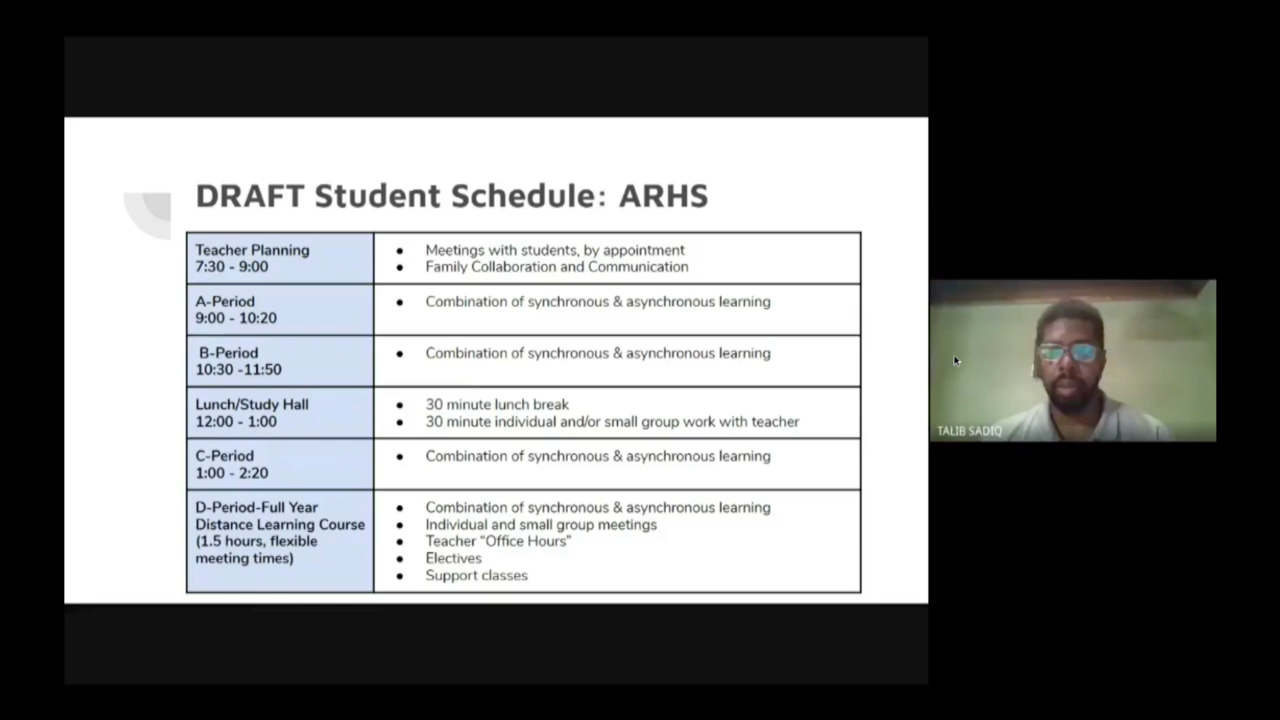 DRAFT Student Schedule: ARHS
Teacher Planning
7:30 - 9:00
● Meetings with students, by appointment
● Family Collaboration and Communication
A-Period
9:00 - 10:20
● Combination of synchronous & asynchronous learning
B-Period
10:30 -11:50
● Combination of synchronous & asynchronous learning
Lunch/Study Hall
12:00 - 1:00
● 30 minute lunch break
● 30 minute individual and/or small group work with teacher
C-Period
1:00 - 2:20
● Combination of synchronous & asynchronous learning
D-Period-Full Year
Distance Learning Course
(1.5 hours, flexible
meeting times)
● Combination of synchronous & asynchronous learning
● Individual and small group meetings
● Teacher “Office Hours”
● Electives
● Support classes
TALIB SADIQ